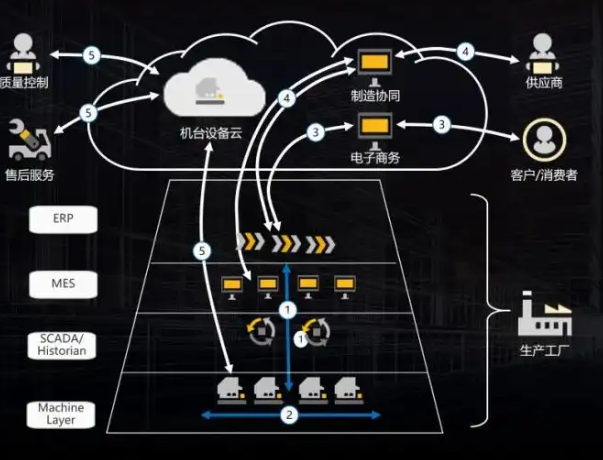 5
4
质量控制
供应商
5
制造协同
4
机台设备云
3
3
售后服务
电子商务
客户/消费者
ERP
5
MES
1
SCADA/
Historian
1
生产工厂
Machine
Layer
2